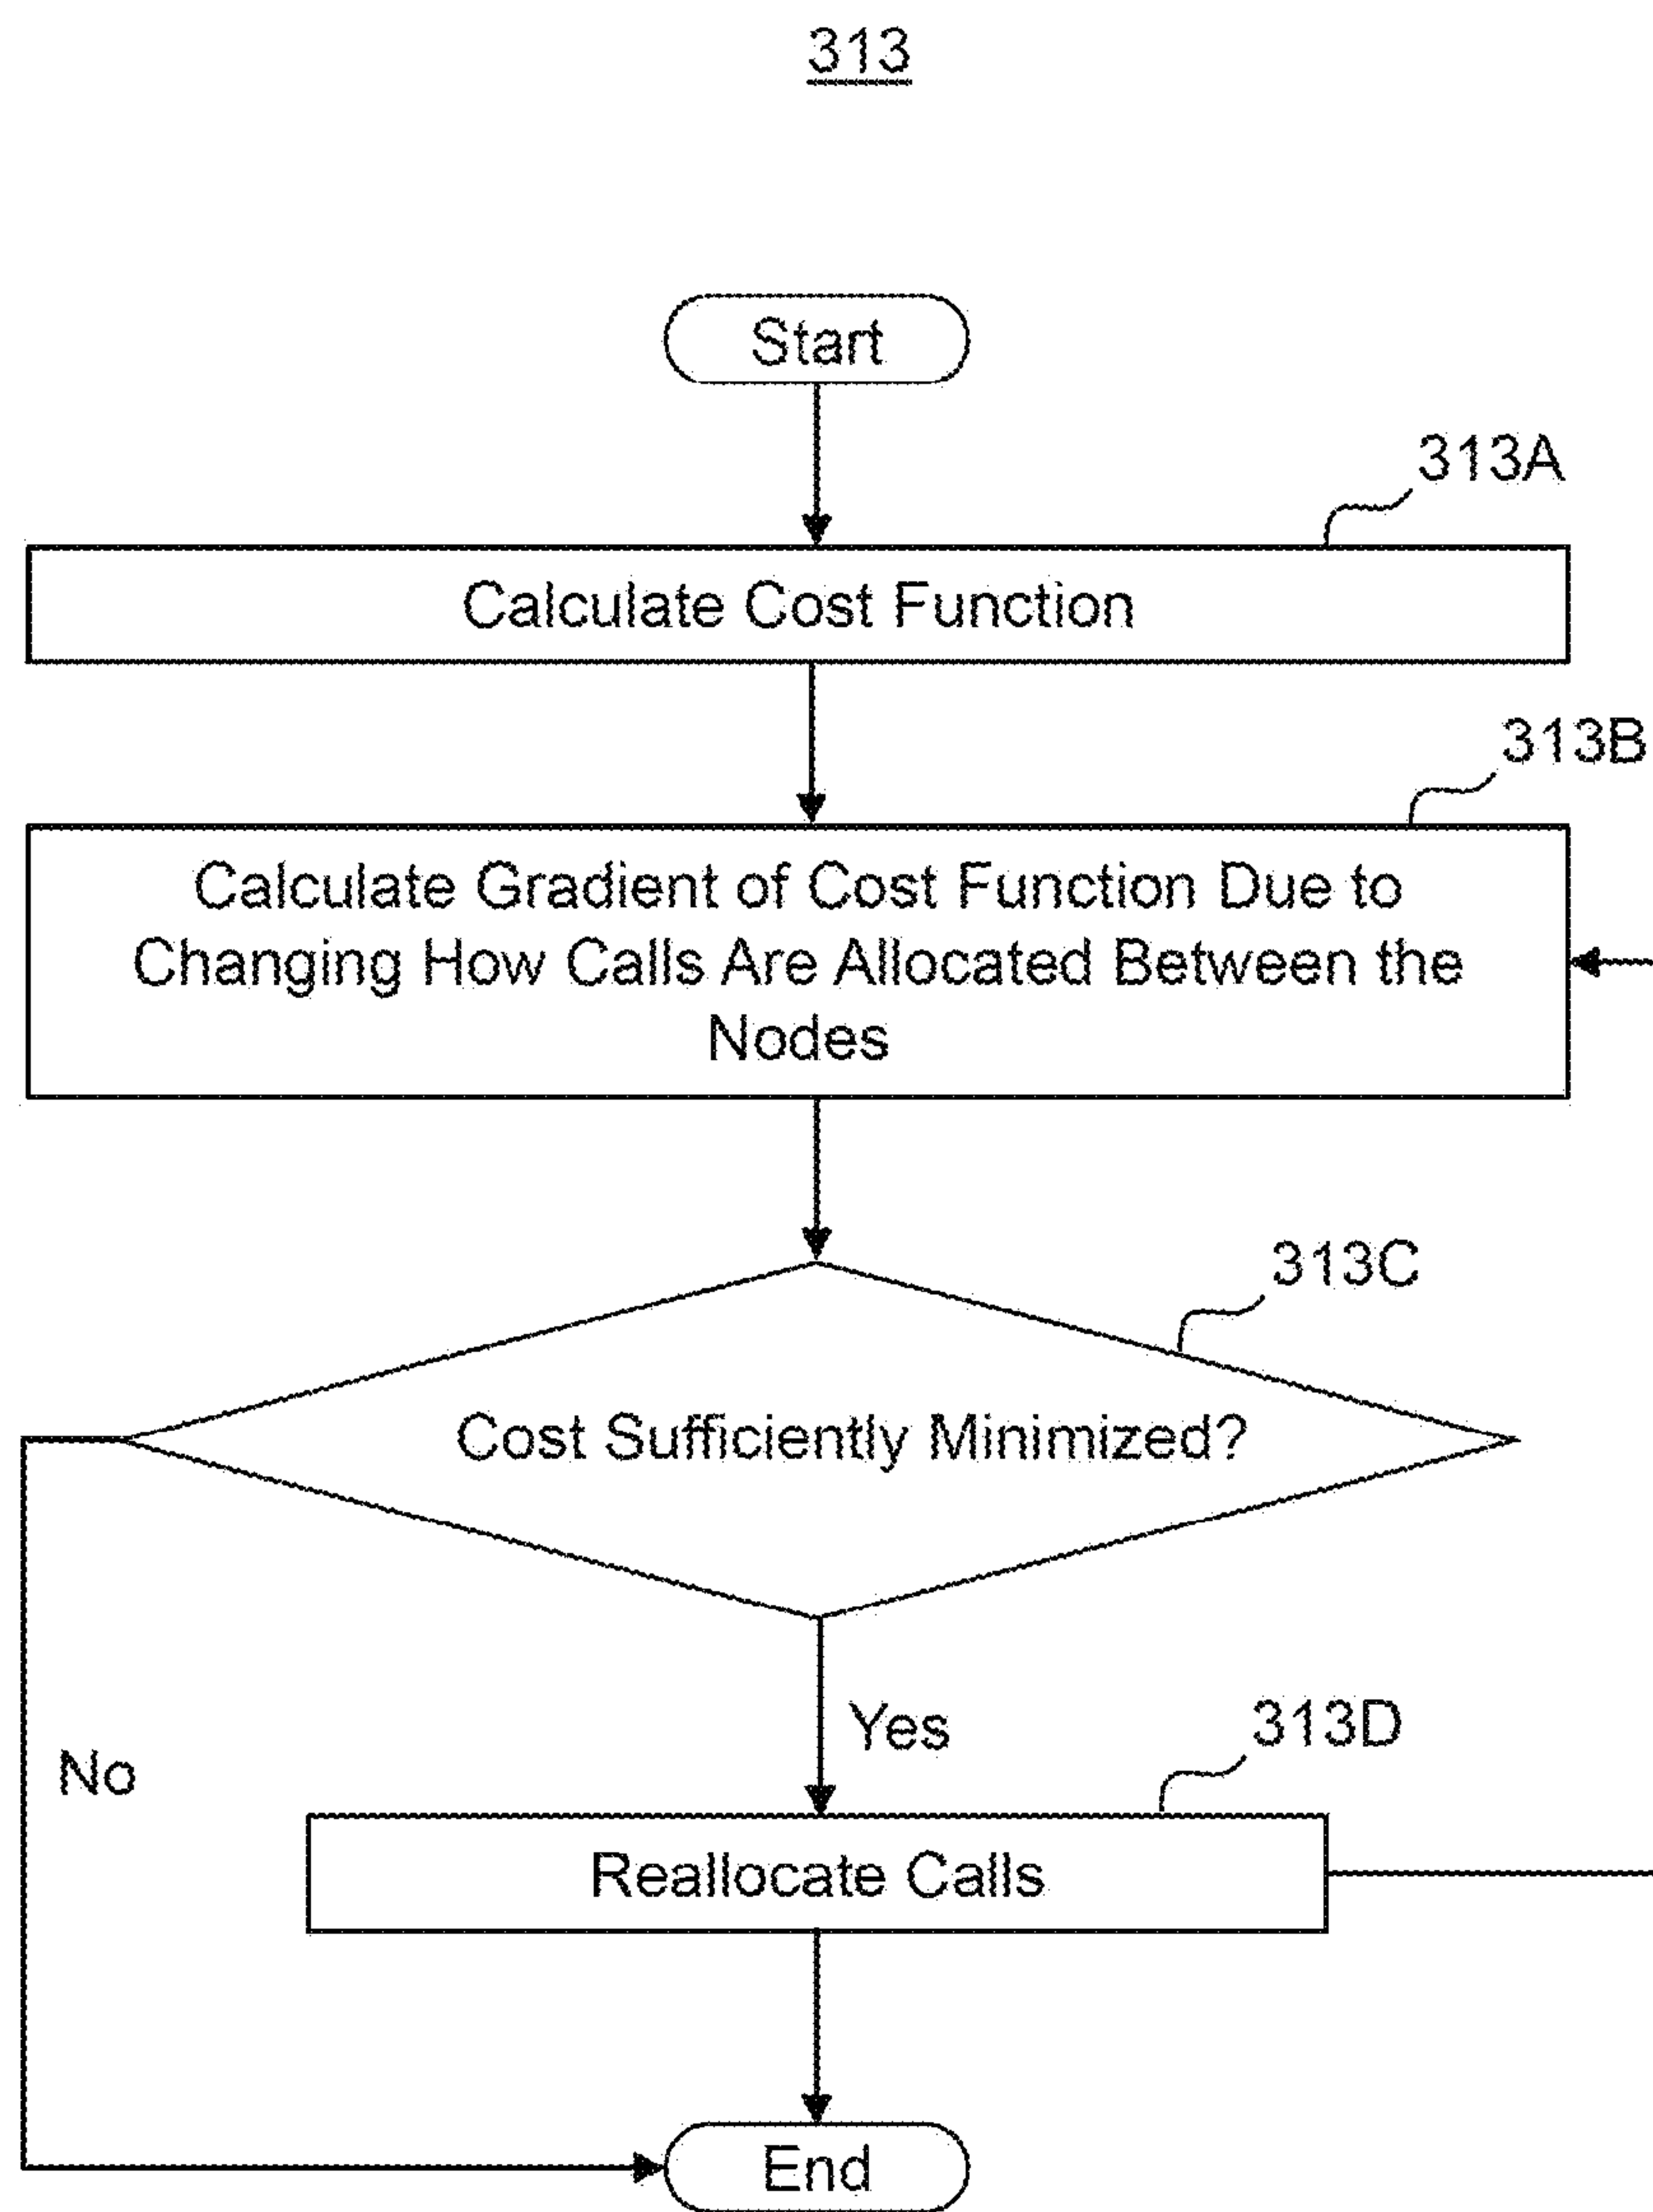 313
Start
313A
Calculate Cost Function
313B
Calculate Gradient of Cost Function Due to
Changing How Calls Are Allocated Between the
Nodes
313C
Cost Sufficiently Minimized?
Yes
313D
No
Reallocate Calls
End